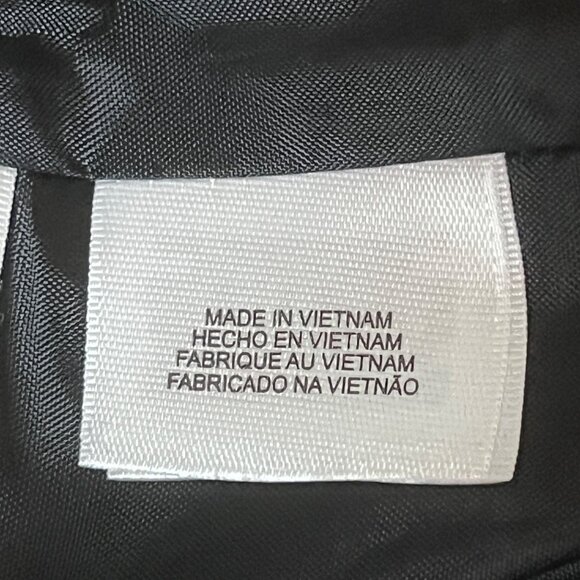 MADE IN VIETNAM
HECHO EN VIETNAM
FABRIQUE AU VIETNAM
FABRICADO NA VIETNÃO